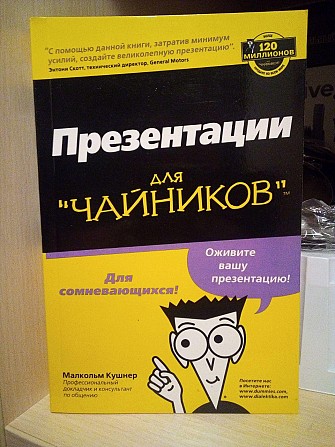 "С помощью данной книги, затратив минимум
усилий, создайте великолепную презентацию".
Энтони Скотт, технический директор, General Motors
120
МИЛЛИОНОВ
Презентации
для
"ЧАЙНИКОВ"™
Оживите
вашу
презентацию!
Для
сомневающихся!
Малкольм Кушнер
Профессиональный
докладчик и консультант
по общению
Посетите нас
в Интернете:
www.dummies.com,
www.dialektika.com